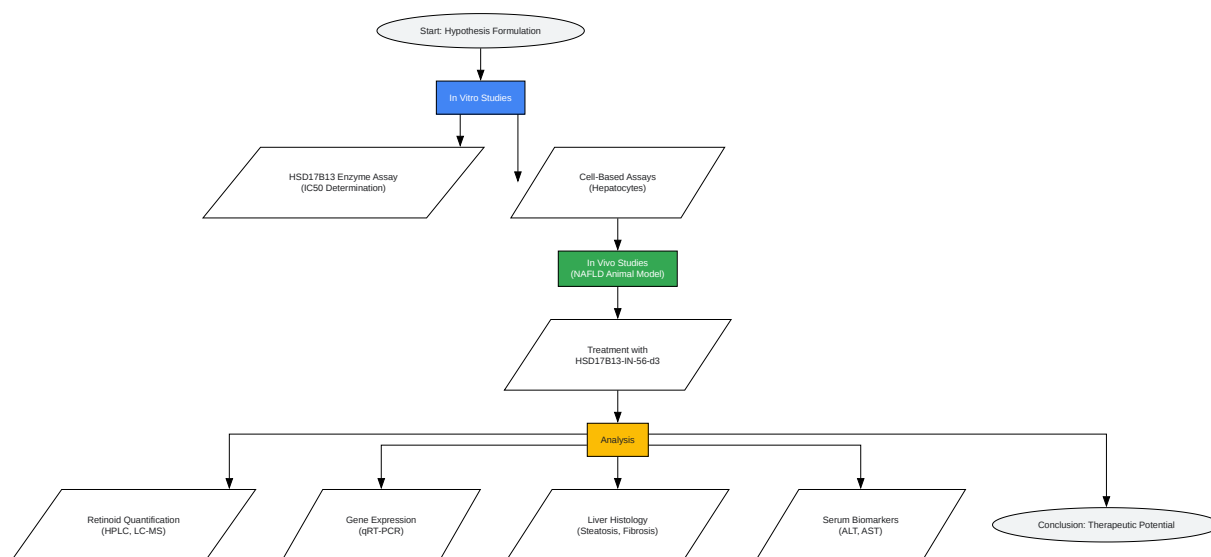 Start: Hypothesis Formulation
In Vitro Studies
HSD17B13 Enzyme Assay
(IC50 Determination)
Cell-Based Assays
(Hepatocytes)
In Vivo Studies
(NAFLD Animal Model)
Treatment with
HSD17B13-IN-56-d3
Analysis
Retinoid Quantification
(HPLC, LC-MS)
Gene Expression
(qRT-PCR)
Liver Histology
(Steatosis, Fibrosis)
Serum Biomarkers
(ALT, AST)
Conclusion: Therapeutic Potential